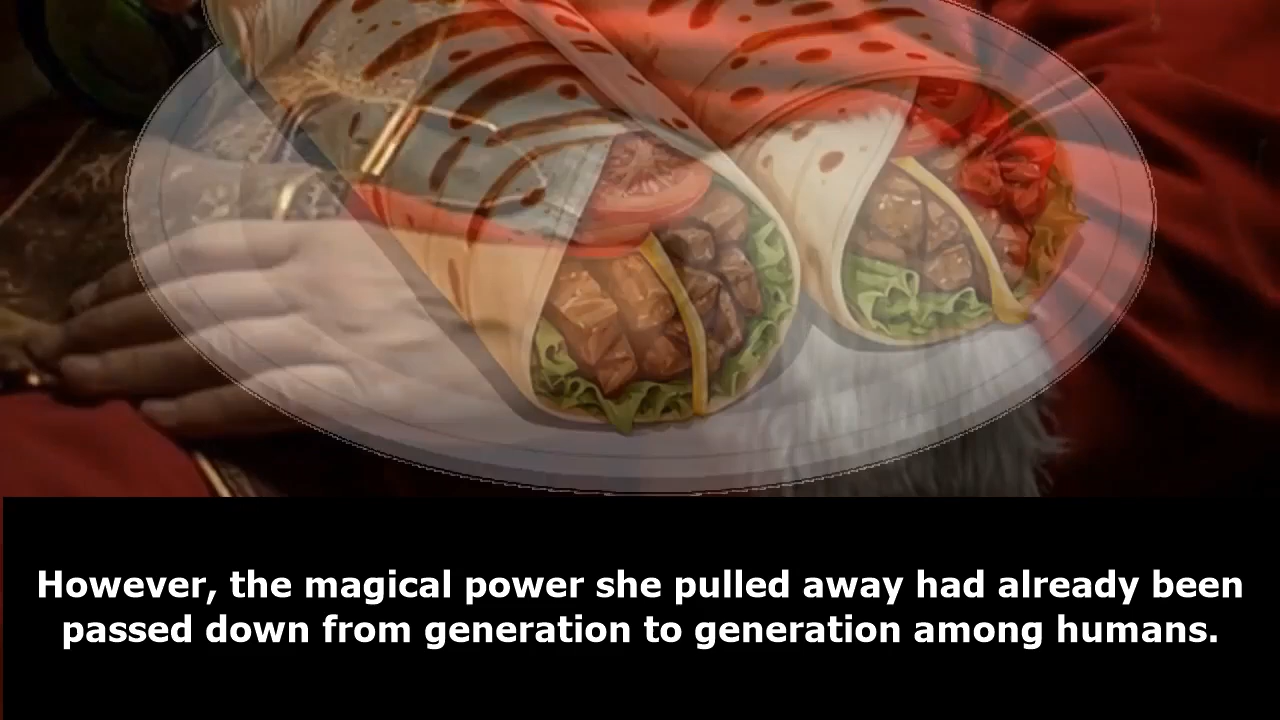 However, the magical power she pulled away had already been
passed down from generation to generation among humans.